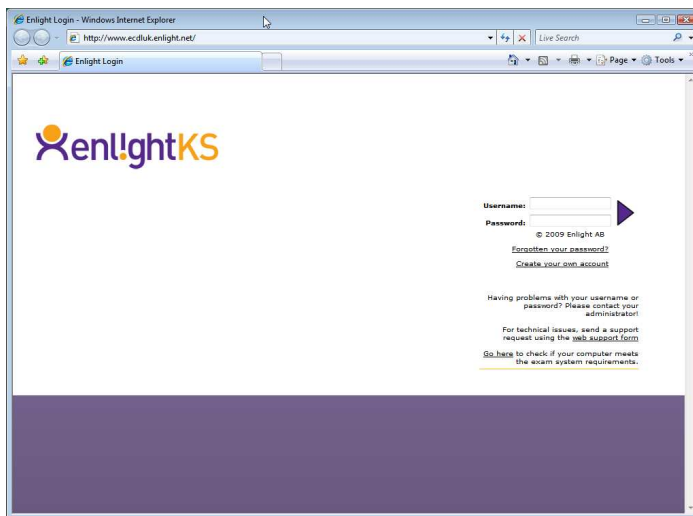 Enlight Login - Windows Internet Explorer
http://www.ecdluk.enlight.net/
Live Search
Enlight Login
Page
Tools
enl!ghtKS
Username:
Password:
© 2009 Enlight AB
Forgotten your password?
Create your own account
Having problems with your username or
password? Please contact your
administrator!
For technical issues, send a support
request using the web support form
Go here to check if your computer meets
the exam system requirements.